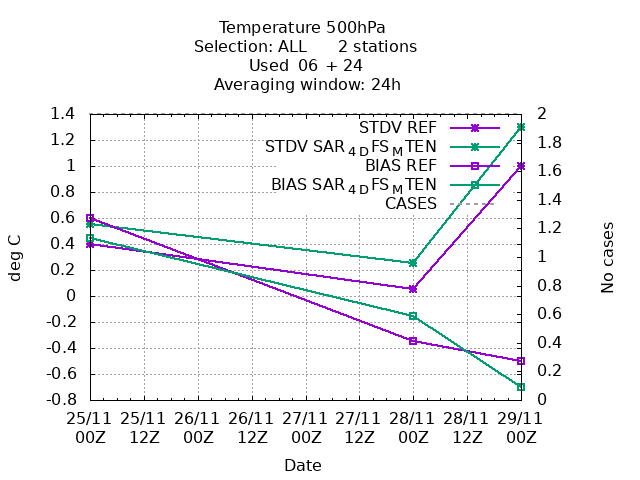 Temperature 500hPa
Selection: ALL 2 stations
Used 06 + 24
Averaging window: 24h
STDV REF
STDV SAR4DFSMTEN
BIAS REF
BIAS SAR4DFSMTEN
CASES
deg C
1.4
1.2
1
0.8
0.6
0.4
0.2
0
-0.2
-0.4
-0.6
-0.8
2
1.8
1.6
1.4
1.2
1
0.8
0.6
0.4
0.2
0
No cases
25/11 25/11 26/11 26/11 27/11 27/11 28/11 28/11 29/11
00Z 12Z 00Z 12Z 00Z 12Z 00Z 12Z 00Z
Date